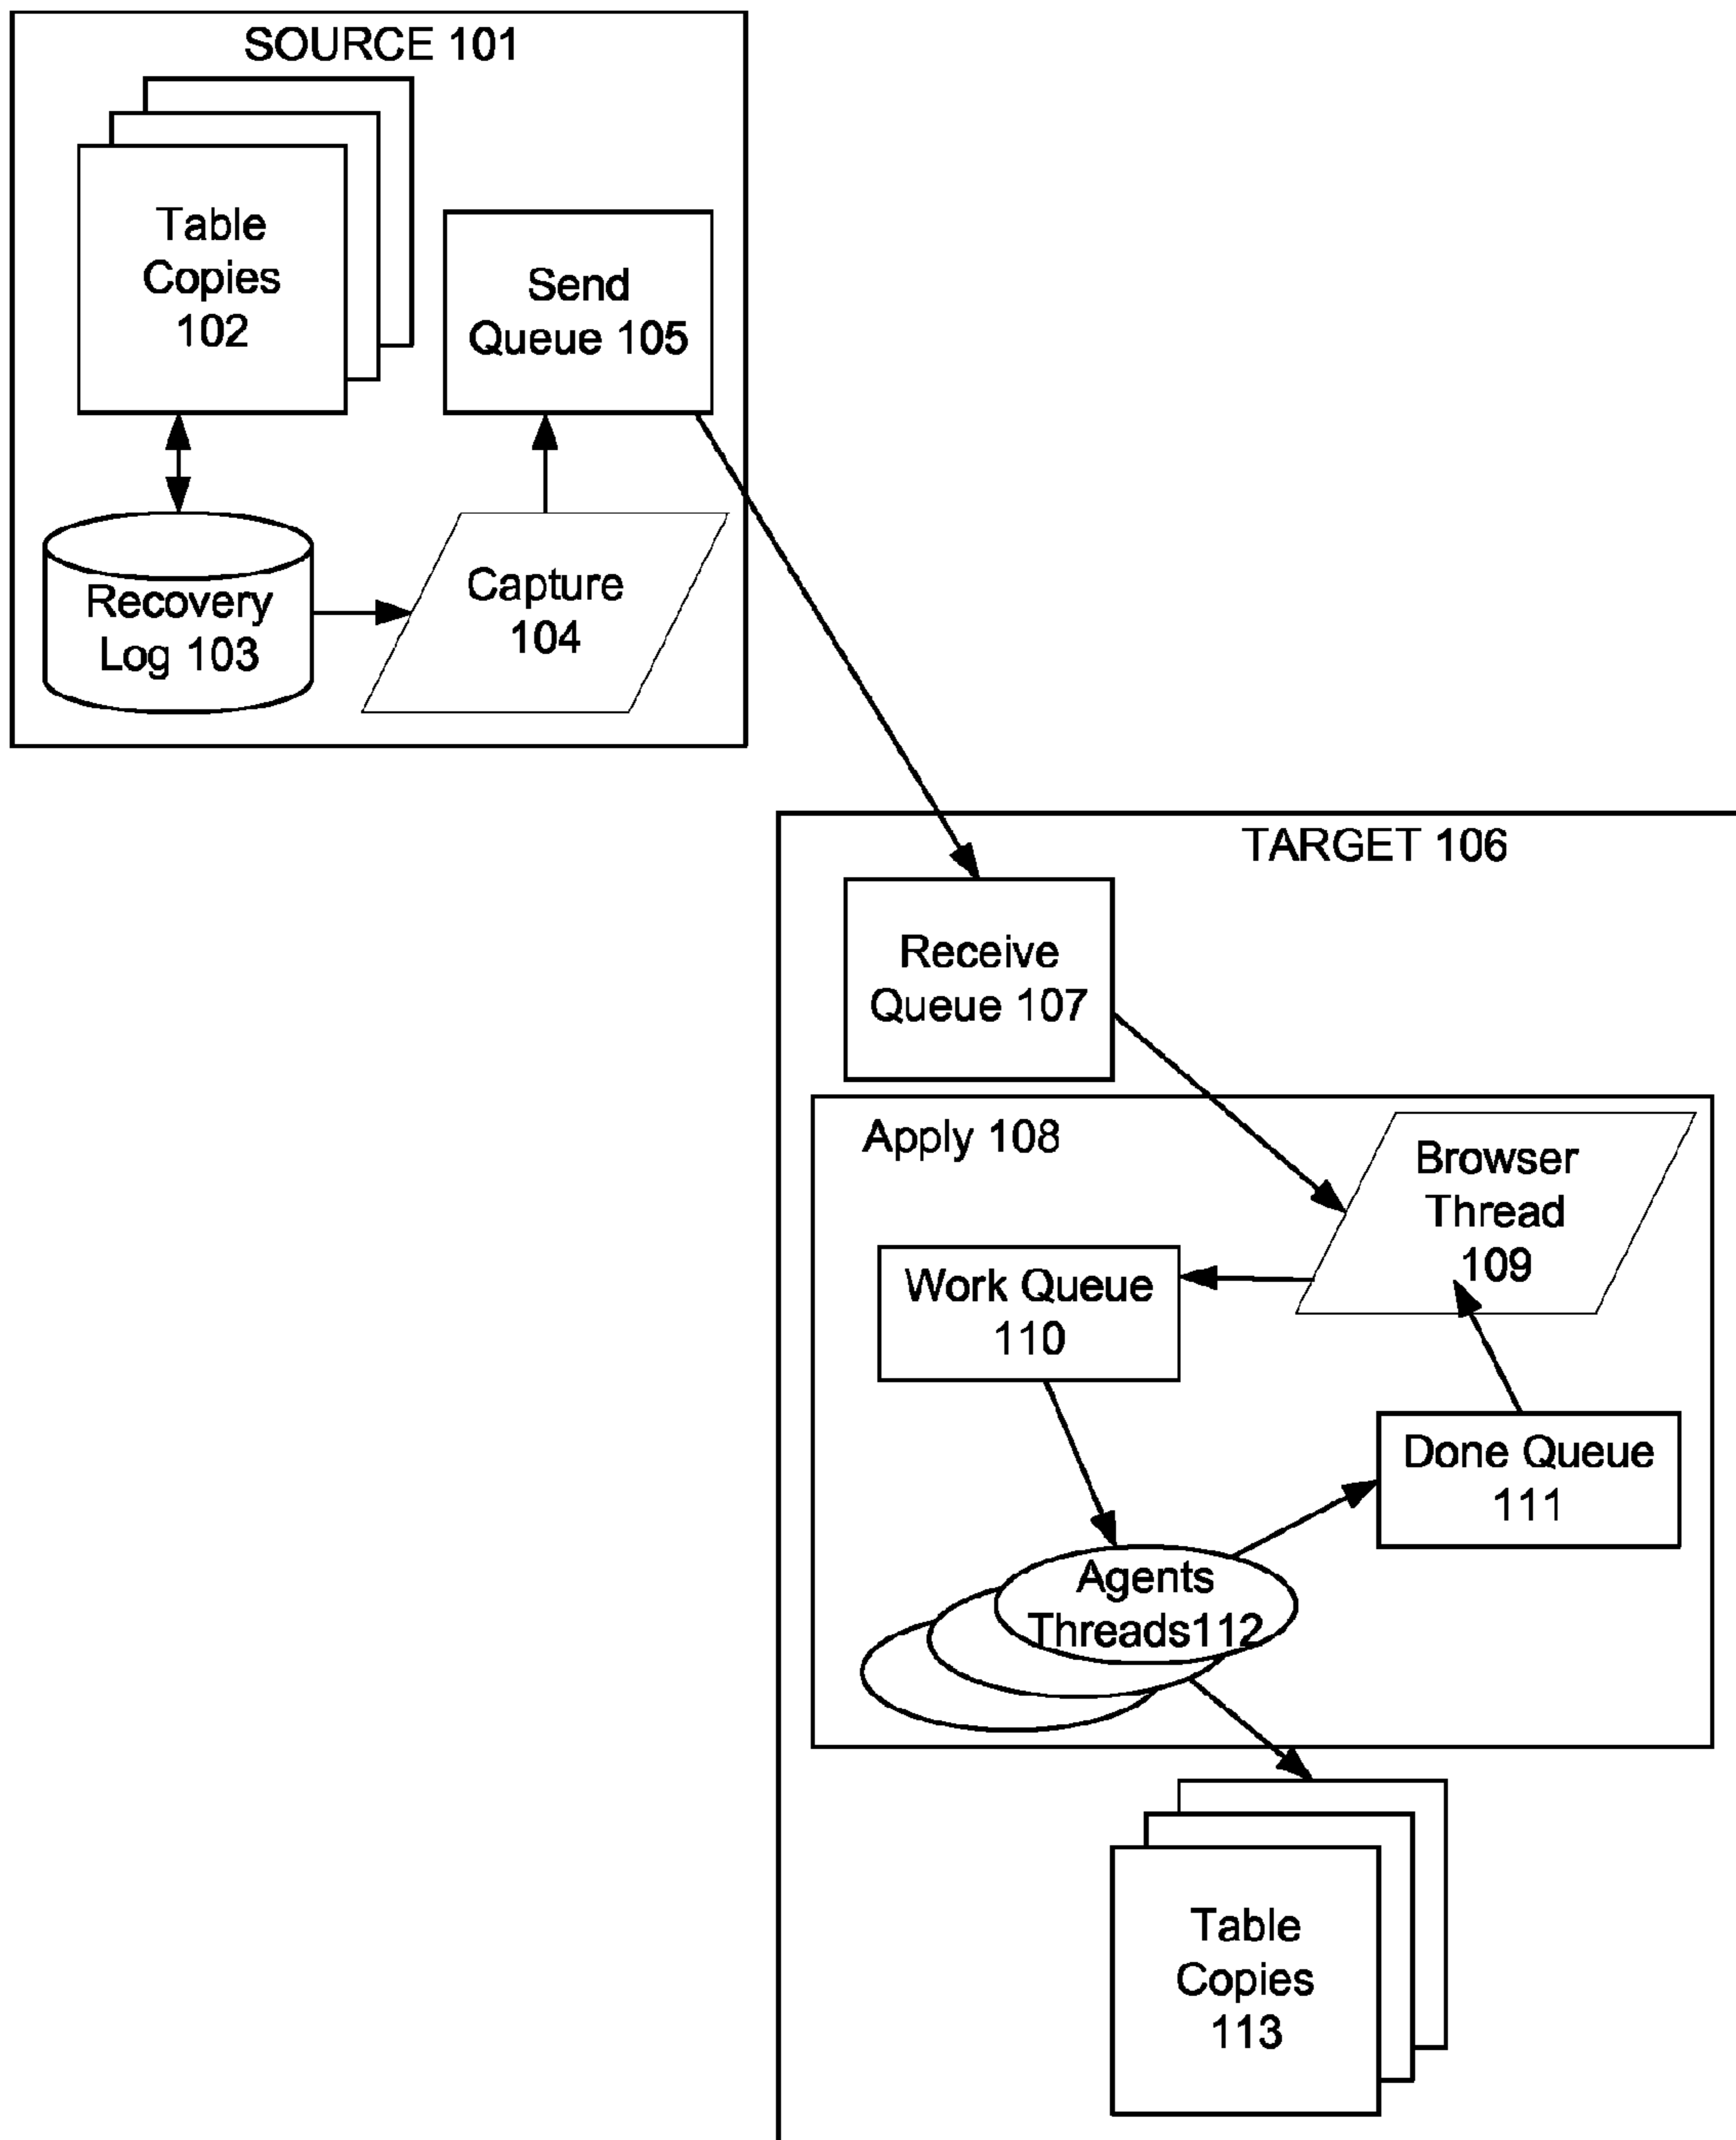 SOURCE 101
Table
Copies
102
Send
Queue 105
Recovery
Log 103
Capture
104
TARGET 106
Receive
Queue 107
Apply 108
Browser
Thread
109
Work Queue
110
Done Queue
111
Agents
Threads112
Table
Copies
113